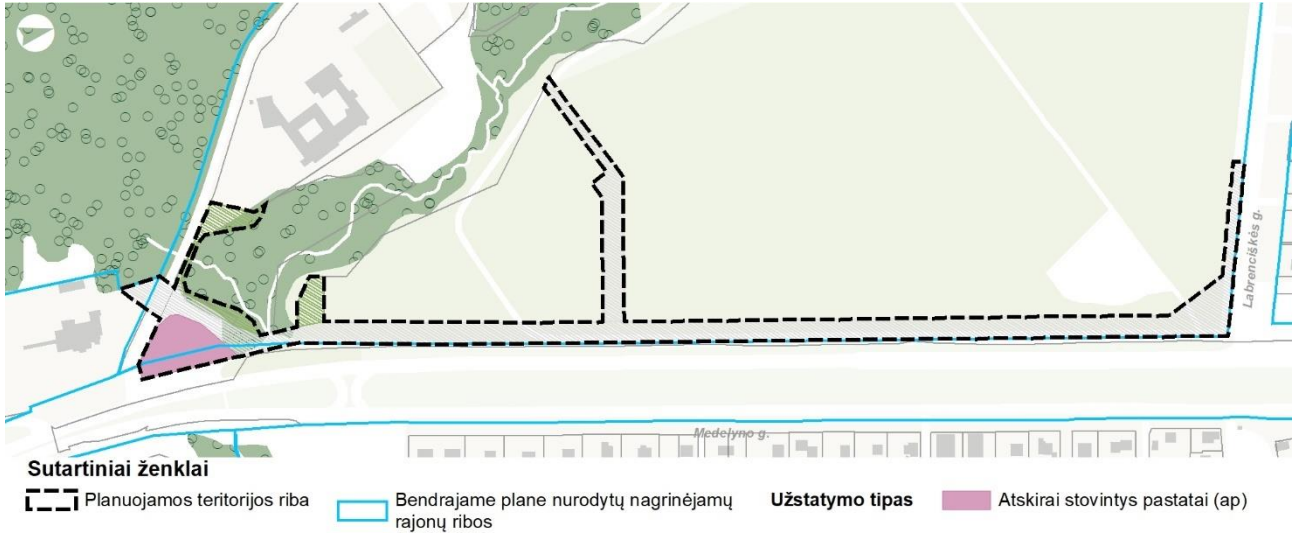 Labrenciškės g.
Medelyno g.
Sutartiniai ženklai
Planuojamos teritorijos riba
Bendrajame plane nurodytų nagrinėjamų
rajonų ribos
Užstatymo tipas
Atskirai stovintys pastatai (ap)